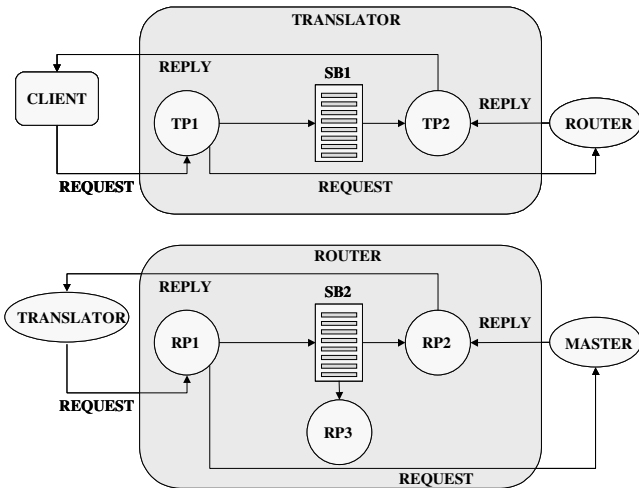 TRANSLATOR
REPLY
SB1
CLIENT
TP1
TP2
REPLY
ROUTER
REQUEST
REQUEST
ROUTER
REPLY
SB2
TRANSLATOR
RP1
RP2
REPLY
MASTER
REQUEST
RP3
REQUEST